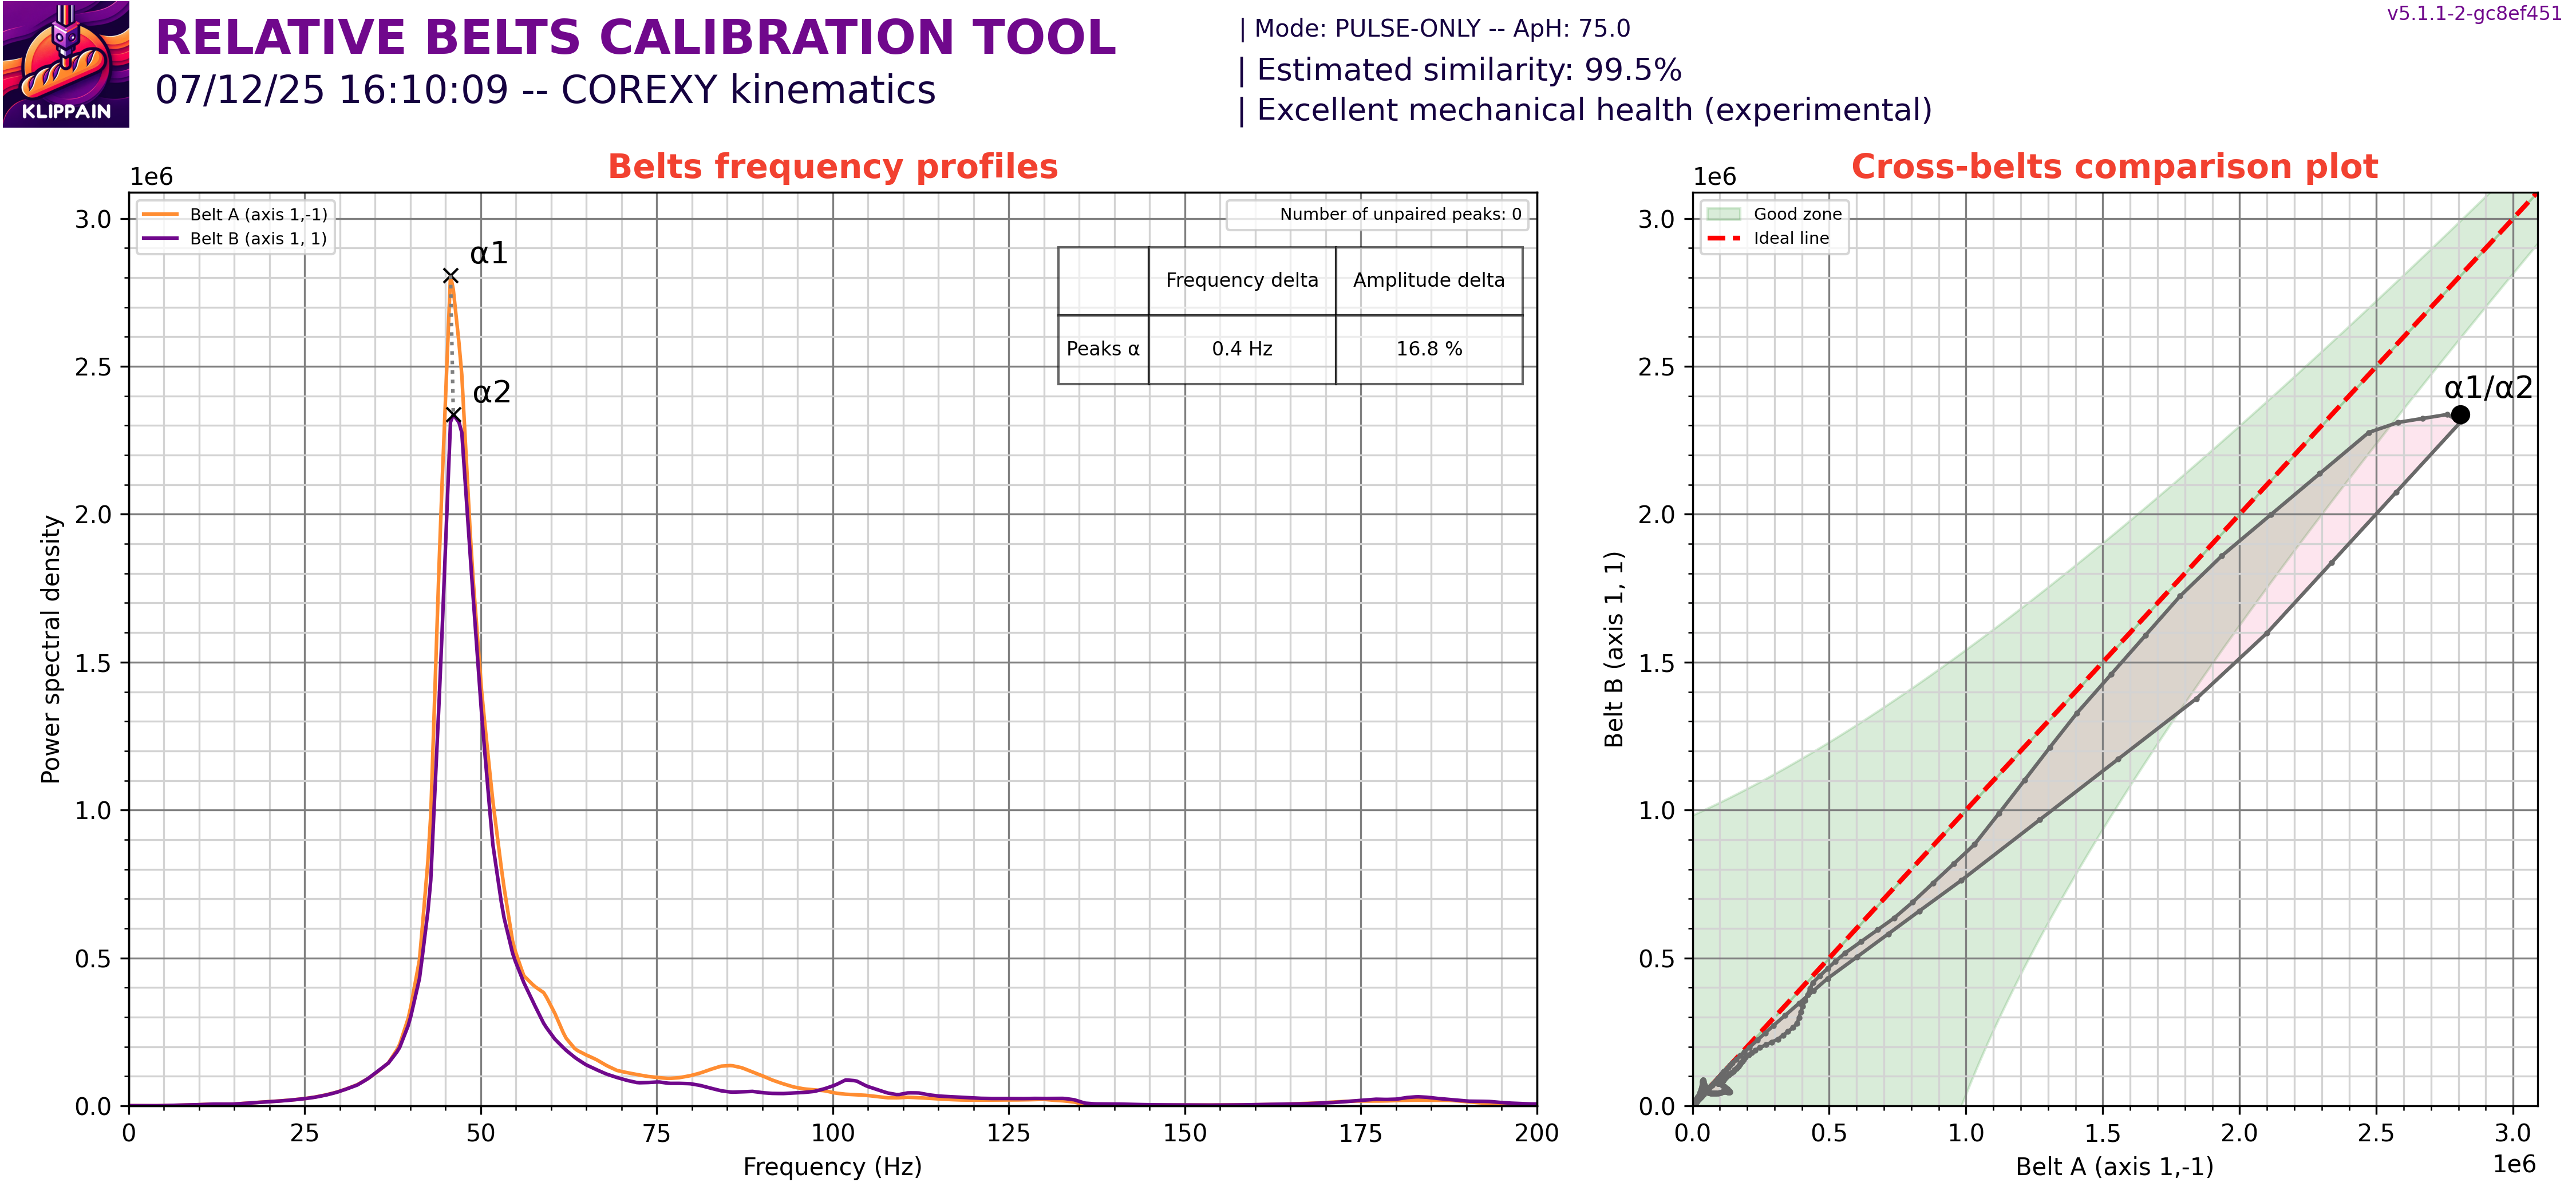 KLIPPAIN
RELATIVE BELTS CALIBRATION TOOL
07/12/25 16:10:09 -- COREXY kinematics
| Mode: PULSE-ONLY -- ApH: 75.0
| Estimated similarity: 99.5%
| Excellent mechanical health (experimental)
v5.1.1-2-gc8ef451
Belts frequency profiles
1e6
Belt A (axis 1,-1)
Belt B (axis 1, 1)
Number of unpaired peaks: 0
Frequency delta Amplitude delta
Peaks α 0.4 Hz 16.8 %
α1
α2
3.0
2.5
2.0
1.5
1.0
0.5
0.0
Power spectral density
0 25 50 75 100 125 150 175 200
Frequency (Hz)
Cross-belts comparison plot
1e6
Good zone
Ideal line
α1/α2
3.0
2.5
2.0
1.5
1.0
0.5
0.0
Belt B (axis 1, 1)
0.0 0.5 1.0 1.5 2.0 2.5 3.0
1e6
Belt A (axis 1,-1)